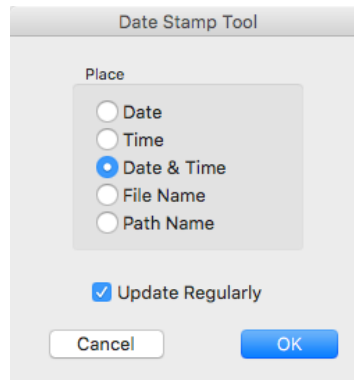 Date Stamp Tool
Place
Date
Time
Date & Time
File Name
Path Name
Update Regularly
Cancel OK